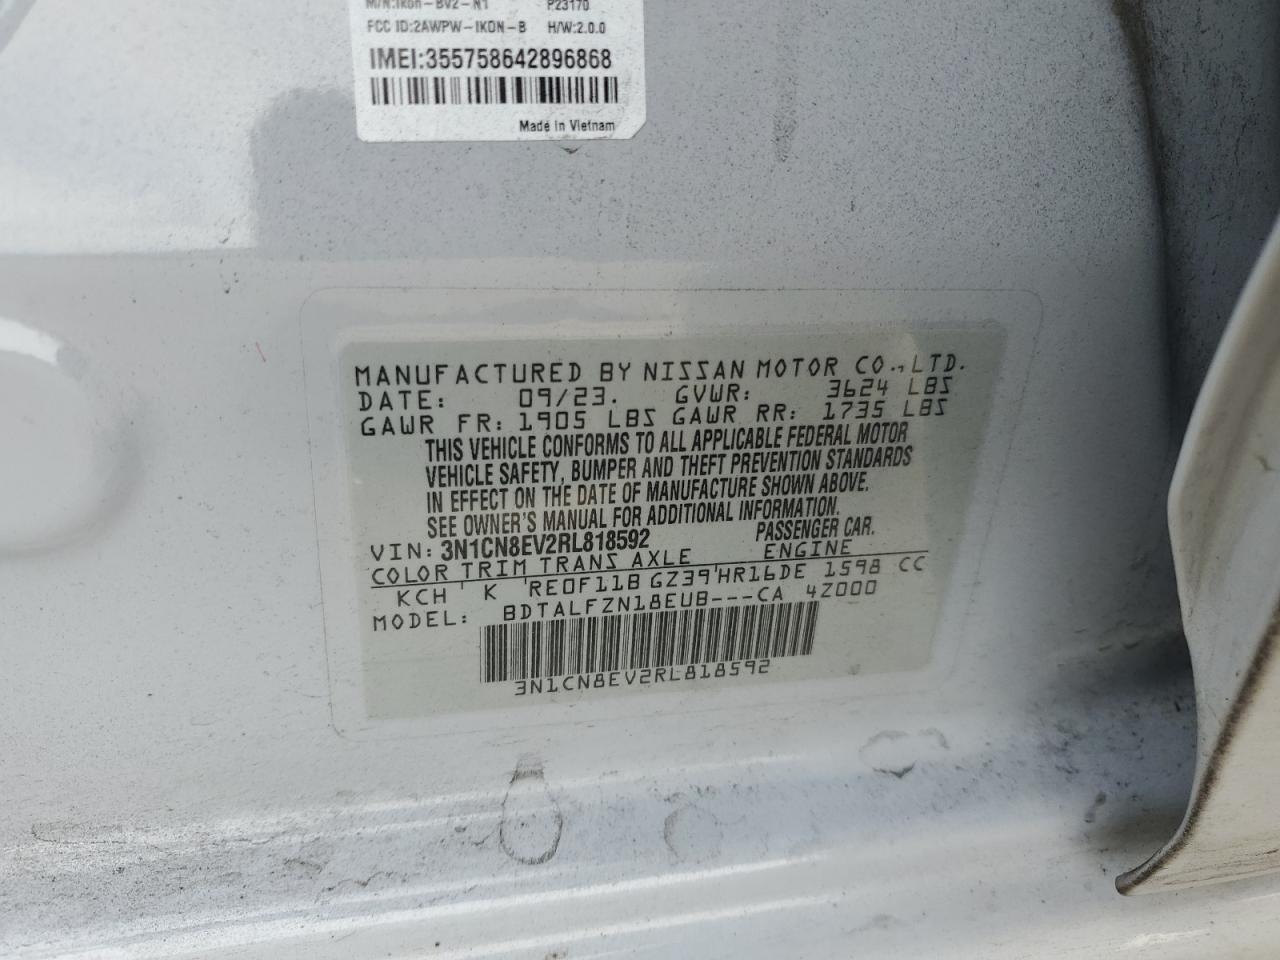 M/N:Ikon-BV2-N1 P23170
FCC ID:2AWPW-IKON-B H/W:2.0.0
IMEI:355758642896868
Made in Vietnam
MANUFACTURED BY NISSAN MOTOR CO.,LTD.
DATE: 09/23. GVWR: 3624 LBS
GAWR FR: 1905 LBS GAWR RR: 1735 LBS
THIS VEHICLE CONFORMS TO ALL APPLICABLE FEDERAL MOTOR
VEHICLE SAFETY, BUMPER AND THEFT PREVENTION STANDARDS
IN EFFECT ON THE DATE OF MANUFACTURE SHOWN ABOVE.
SEE OWNER'S MANUAL FOR ADDITIONAL INFORMATION.
VIN: 3N1CN8EV2RL818592 PASSENGER CAR.
COLOR TRIM TRANS AXLE ENGINE
KCH ' K ' RE0F11B GZ39'HR16DE 1598 CC
MODEL: BDTALFZN18EUB---CA 4Z000
3N1CN8EV2RL818592